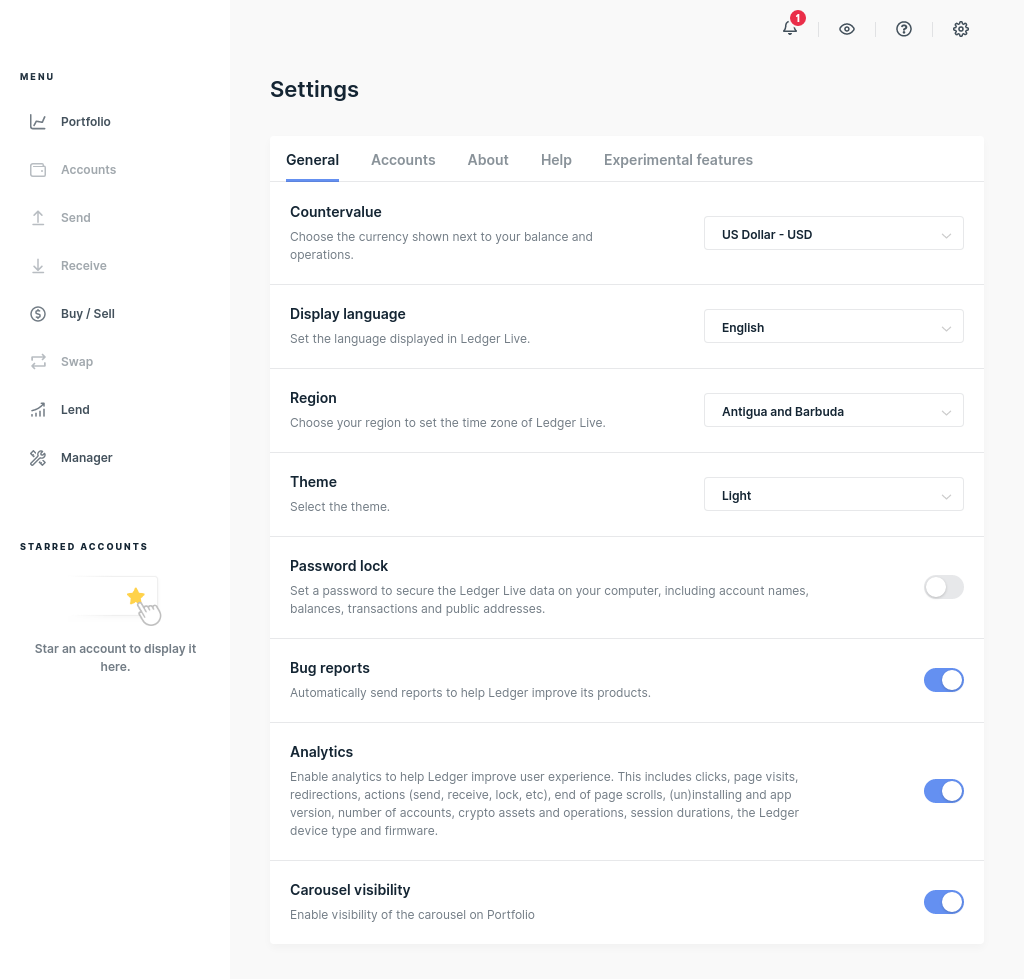 1
MENU
Portfolio
Accounts
Send
Receive
Buy / Sell
Swap
Lend
Manager
STARRED ACCOUNTS
Star an account to display it
here.
Settings
General Accounts About Help Experimental features
Countervalue
Choose the currency shown next to your balance and
operations.
US Dollar - USD
Display language
Set the language displayed in Ledger Live.
English
Region
Choose your region to set the time zone of Ledger Live.
Antigua and Barbuda
Theme
Select the theme.
Light
Password lock
Set a password to secure the Ledger Live data on your computer, including account names,
balances, transactions and public addresses.
Bug reports
Automatically send reports to help Ledger improve its products.
Analytics
Enable analytics to help Ledger improve user experience. This includes clicks, page visits,
redirections, actions (send, receive, lock, etc), end of page scrolls, (un)installing and app
version, number of accounts, crypto assets and operations, session durations, the Ledger
device type and firmware.
Carousel visibility
Enable visibility of the carousel on Portfolio